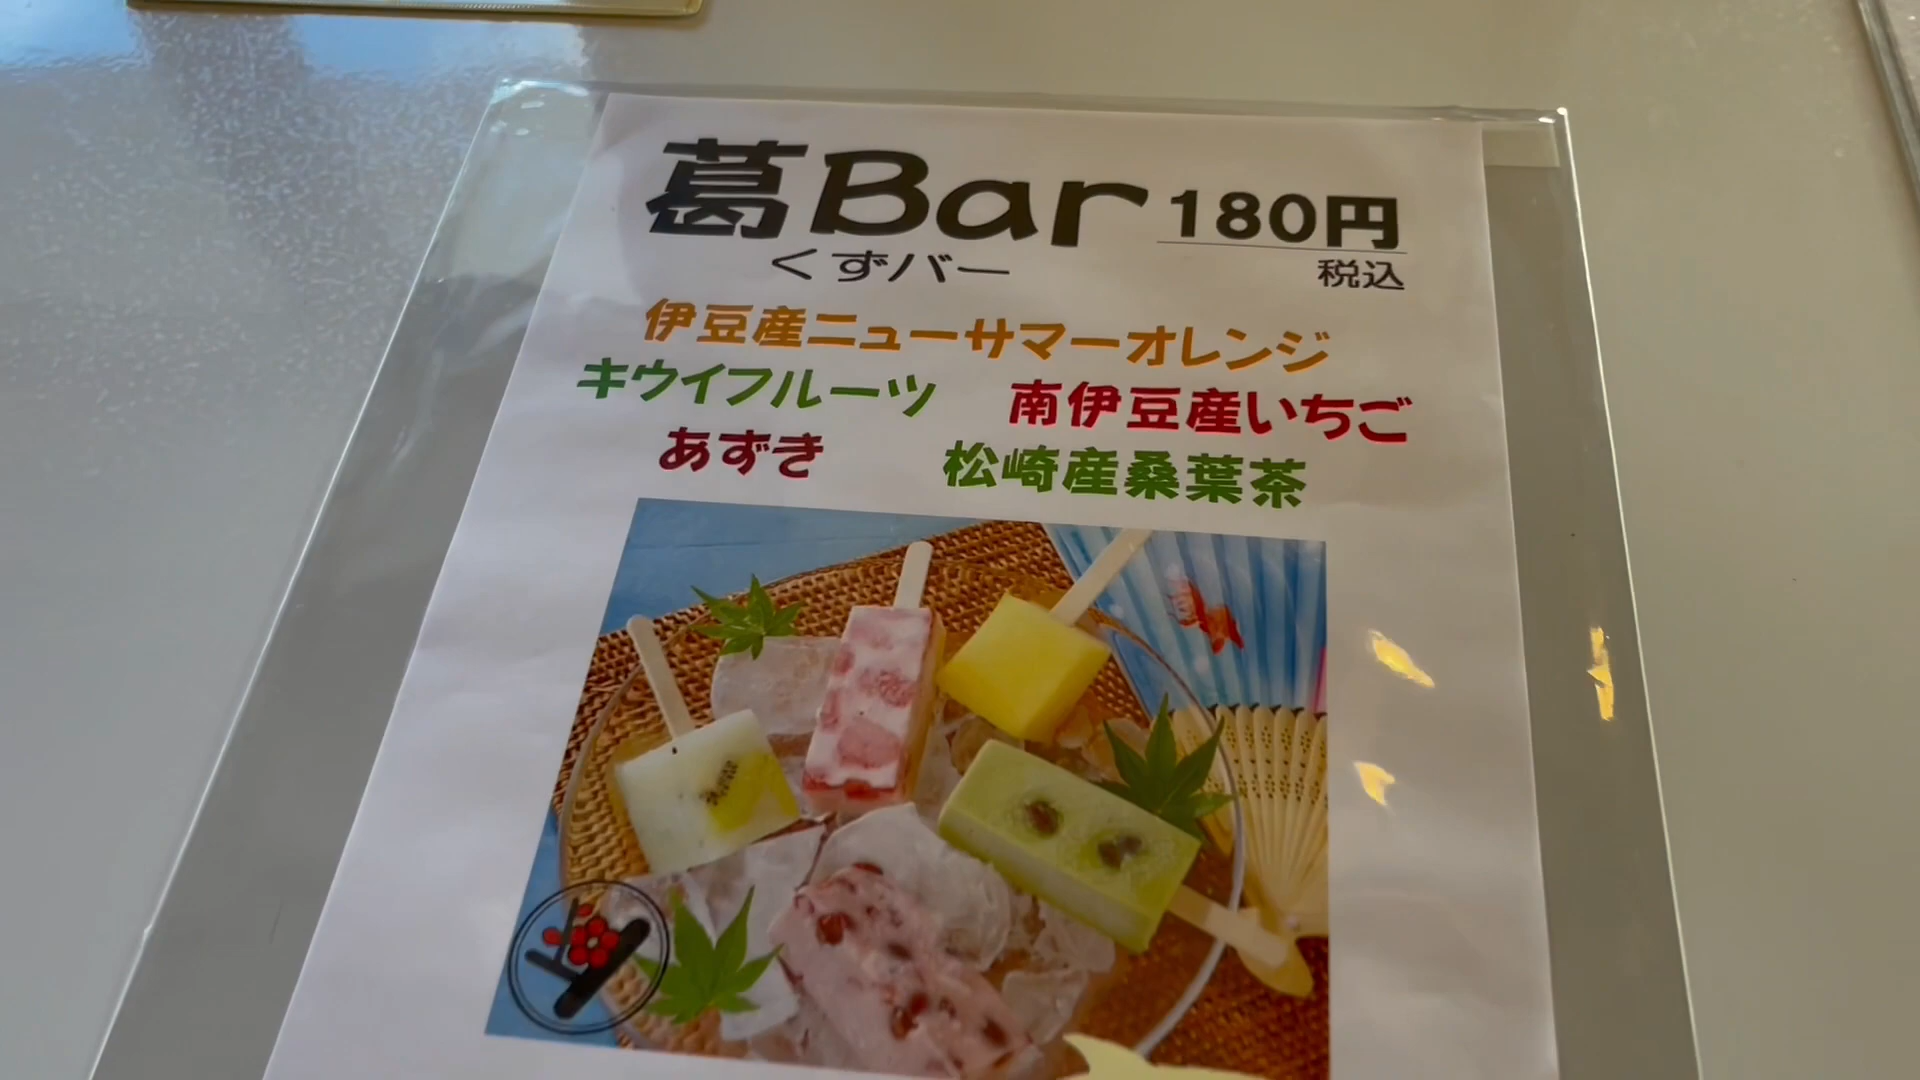 葛Bar 180円
くずバー 税込
伊豆産ニューサマーオレンジ
キウイフルーツ 南伊豆産いちご
あずき 松崎産桑葉茶